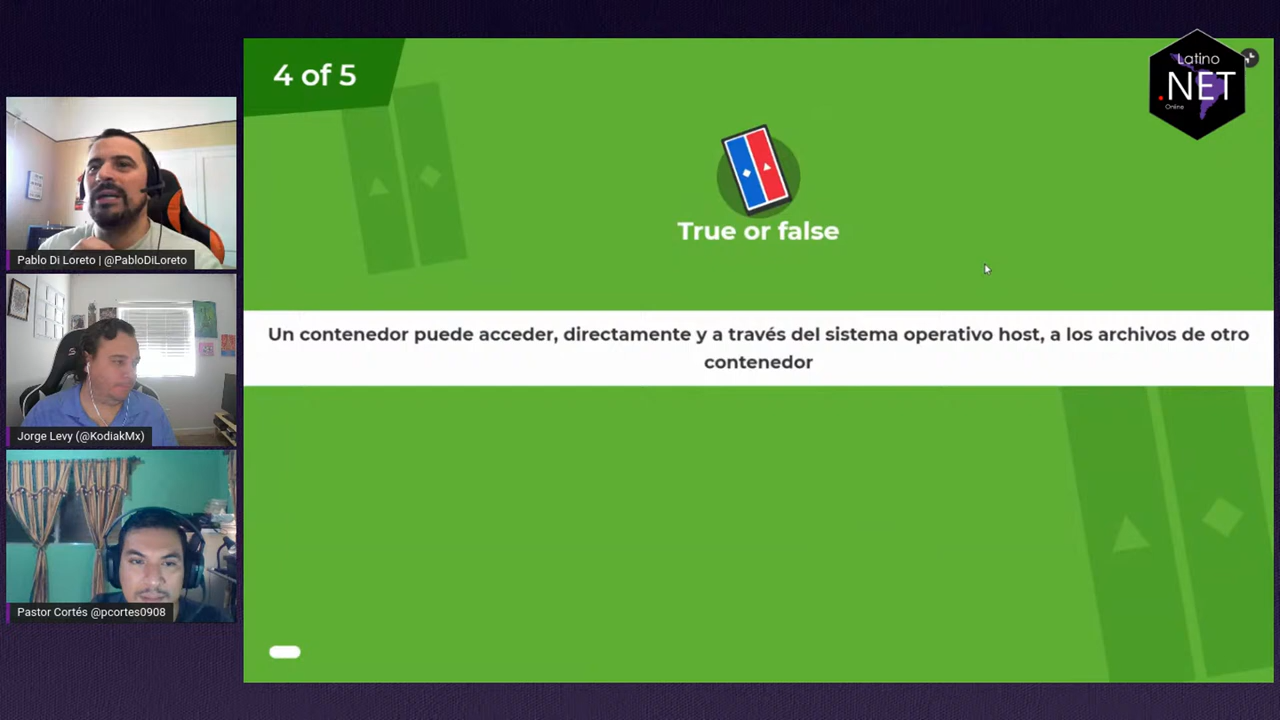 4 of 5
Latino
.NET
Online
True or false
Un contenedor puede acceder, directamente y a través del sistema operativo host, a los archivos de otro
contenedor
Pablo Di Loreto | @PabloDiLoreto
Jorge Levy (@KodiakMx)
Pastor Cortés @pcortes0908